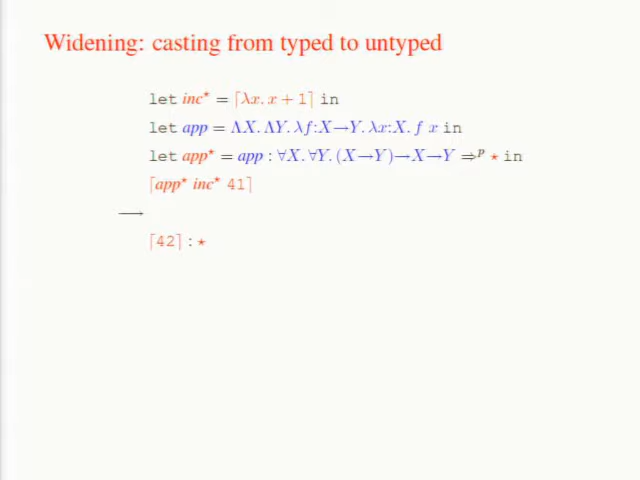 Widening: casting from typed to untyped
let inc⋆ = ⌈λx. x + 1⌉ in
let app = ΛX. ΛY. λf:X→Y. λx:X. f x in
let app⋆ = app : ∀X. ∀Y. (X→Y)→X→Y ⇒ᵖ ⋆ in
⌈app⋆ inc⋆ 41⌉
⟶
⌈42⌉ : ⋆